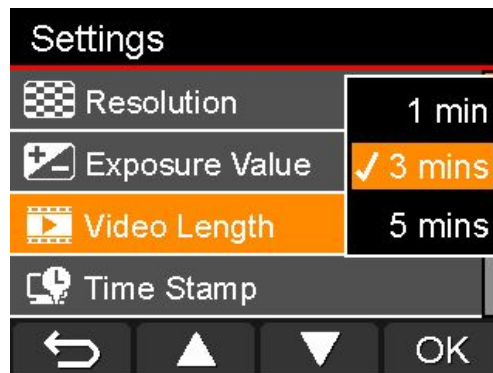 Settings
Resolution
1 min
Exposure Value
3 mins
Video Length
5 mins
Time Stamp
OK